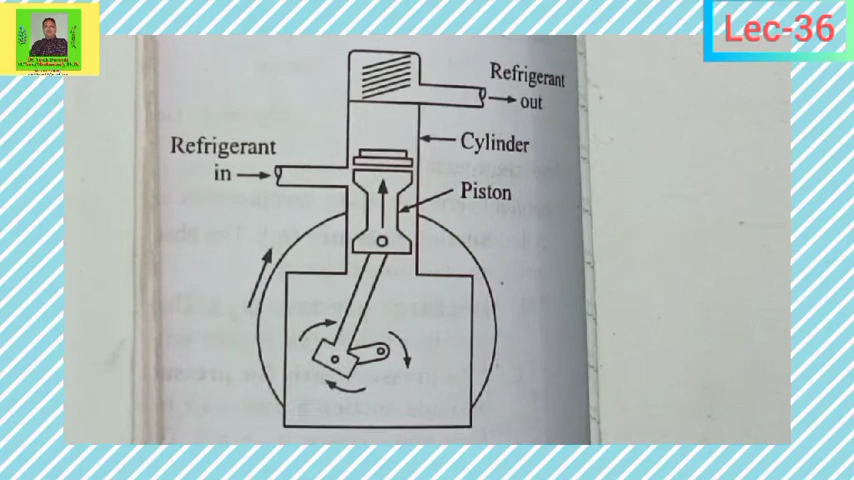 Lec-36
Refrigerant
out
Cylinder
Refrigerant
in
Piston